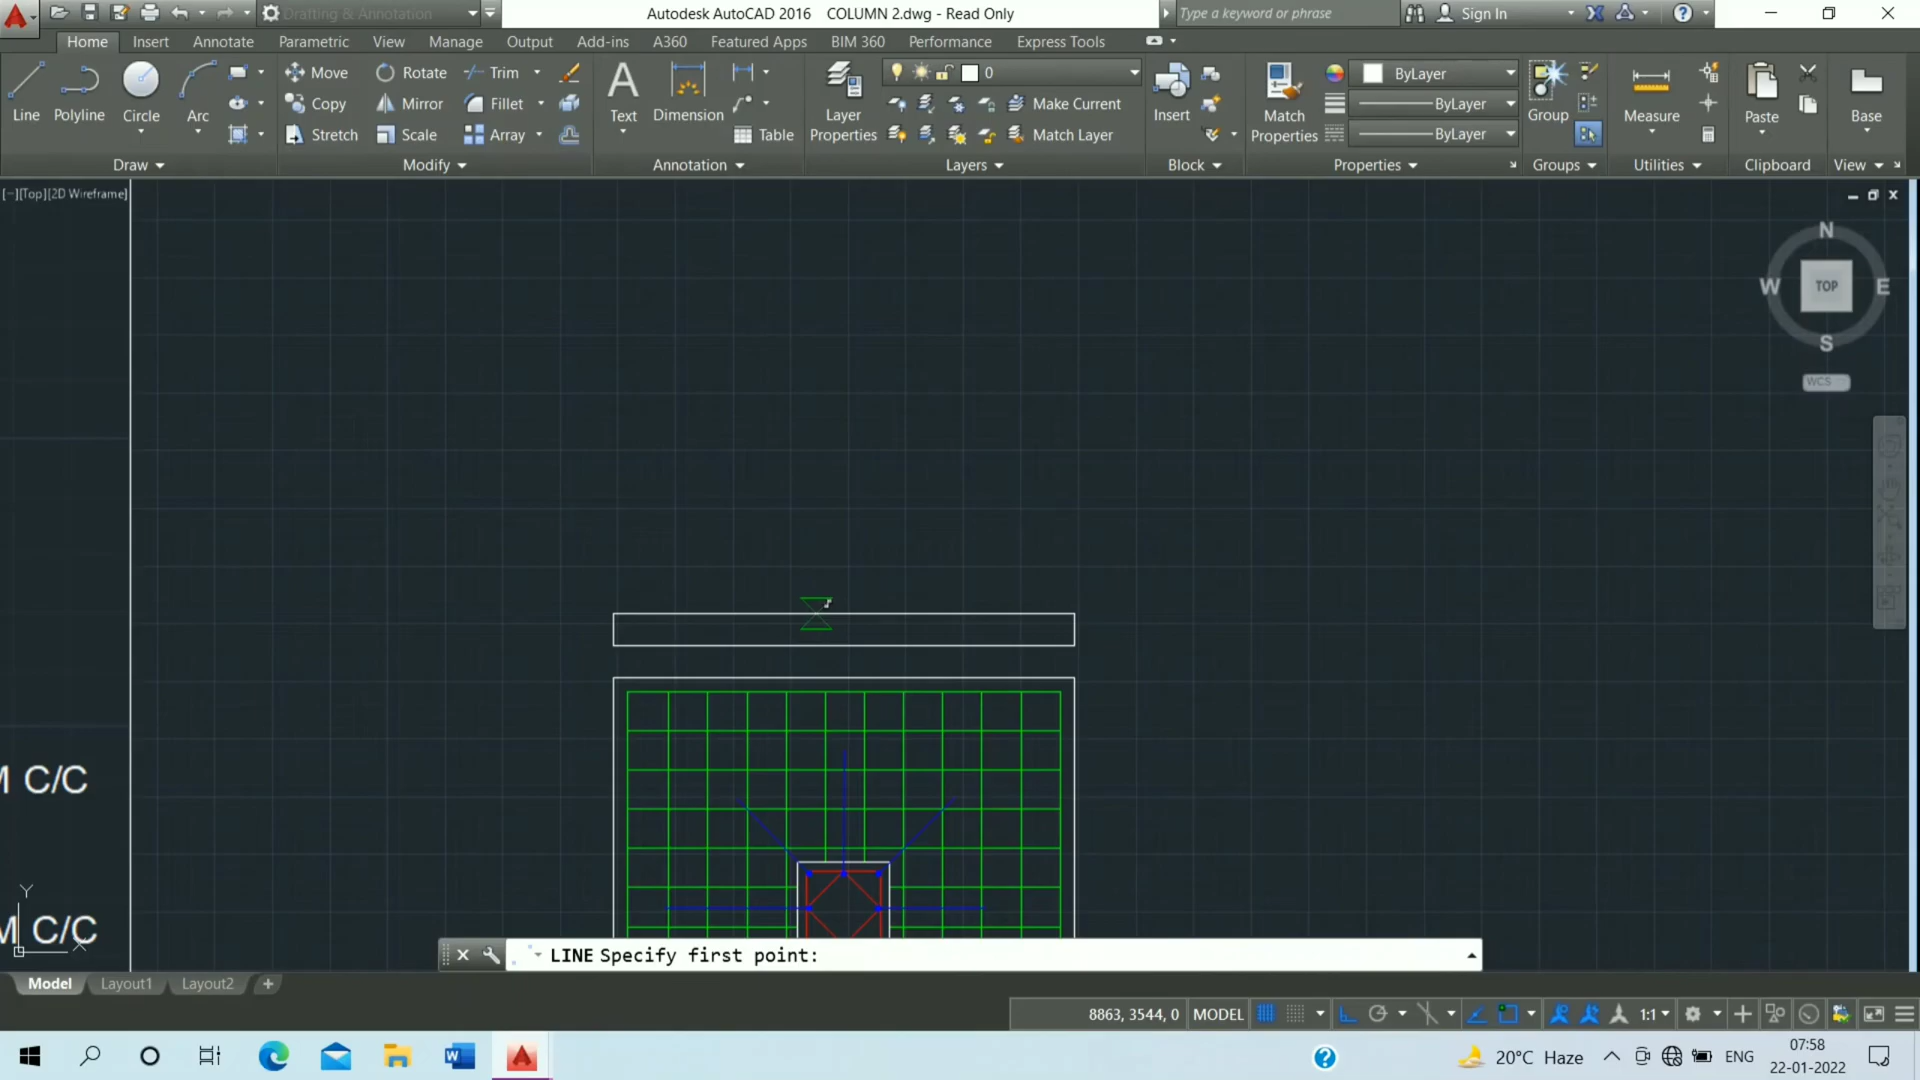 Drafting & Annotation
Autodesk AutoCAD 2016 COLUMN 2.dwg - Read Only
Type a keyword or phrase
Sign In
Home Insert Annotate Parametric View Manage Output Add-ins A360 Featured Apps BIM 360 Performance Express Tools
Line Polyline Circle Arc
Move Rotate Trim
Copy Mirror Fillet
Stretch Scale Array
Text Dimension Table
Layer Properties
0
Make Current
Match Layer
Insert
Match Properties
ByLayer
ByLayer
ByLayer
Group Measure Paste Base
Draw Modify Annotation Layers Block Properties Groups Utilities Clipboard View
[−][Top][2D Wireframe]
N
W TOP E
S
WCS
M C/C
Y
M C/C
X
LINE Specify first point:
Model Layout1 Layout2 +
8863, 3544, 0 MODEL 1:1
20°C Haze ENG
07:58
22-01-2022